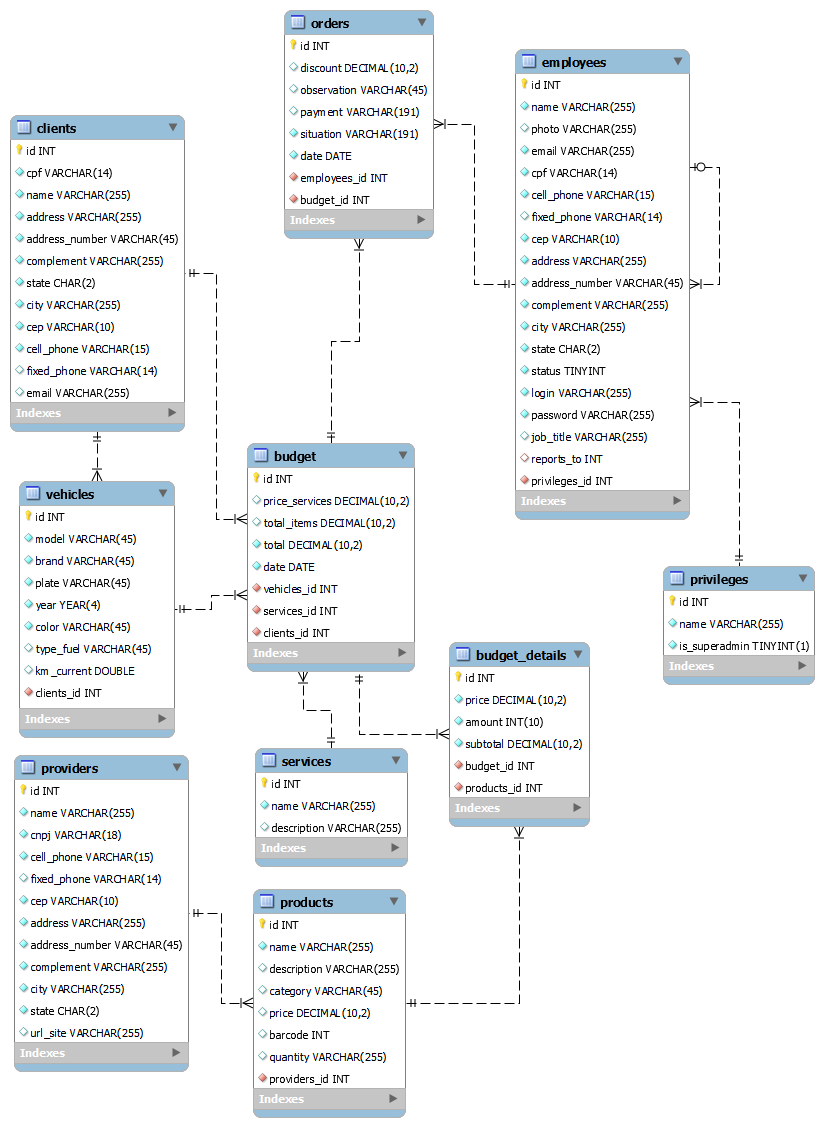 orders
id INT
discount DECIMAL(10,2)
observation VARCHAR(45)
payment VARCHAR(191)
situation VARCHAR(191)
date DATE
employees_id INT
budget_id INT
Indexes
employees
id INT
name VARCHAR(255)
photo VARCHAR(255)
email VARCHAR(255)
cpf VARCHAR(14)
cell_phone VARCHAR(15)
fixed_phone VARCHAR(14)
cep VARCHAR(10)
address VARCHAR(255)
address_number VARCHAR(45)
complement VARCHAR(255)
city VARCHAR(255)
state CHAR(2)
status TINYINT
login VARCHAR(255)
password VARCHAR(255)
job_title VARCHAR(255)
reports_to INT
privileges_id INT
Indexes
clients
id INT
cpf VARCHAR(14)
name VARCHAR(255)
address VARCHAR(255)
address_number VARCHAR(45)
complement VARCHAR(255)
state CHAR(2)
city VARCHAR(255)
cep VARCHAR(10)
cell_phone VARCHAR(15)
fixed_phone VARCHAR(14)
email VARCHAR(255)
Indexes
budget
id INT
price_services DECIMAL(10,2)
total_items DECIMAL(10,2)
total DECIMAL(10,2)
date DATE
vehicles_id INT
services_id INT
clients_id INT
Indexes
vehicles
id INT
model VARCHAR(45)
brand VARCHAR(45)
plate VARCHAR(45)
year YEAR(4)
color VARCHAR(45)
type_fuel VARCHAR(45)
km_current DOUBLE
clients_id INT
Indexes
privileges
id INT
name VARCHAR(255)
is_superadmin TINYINT(1)
Indexes
budget_details
id INT
price DECIMAL(10,2)
amount INT(10)
subtotal DECIMAL(10,2)
budget_id INT
products_id INT
Indexes
services
id INT
name VARCHAR(255)
description VARCHAR(255)
Indexes
providers
id INT
name VARCHAR(255)
cnpj VARCHAR(18)
cell_phone VARCHAR(15)
fixed_phone VARCHAR(14)
cep VARCHAR(10)
address VARCHAR(255)
address_number VARCHAR(45)
complement VARCHAR(255)
city VARCHAR(255)
state CHAR(2)
url_site VARCHAR(255)
Indexes
products
id INT
name VARCHAR(255)
description VARCHAR(255)
category VARCHAR(45)
price DECIMAL(10,2)
barcode INT
quantity VARCHAR(255)
providers_id INT
Indexes